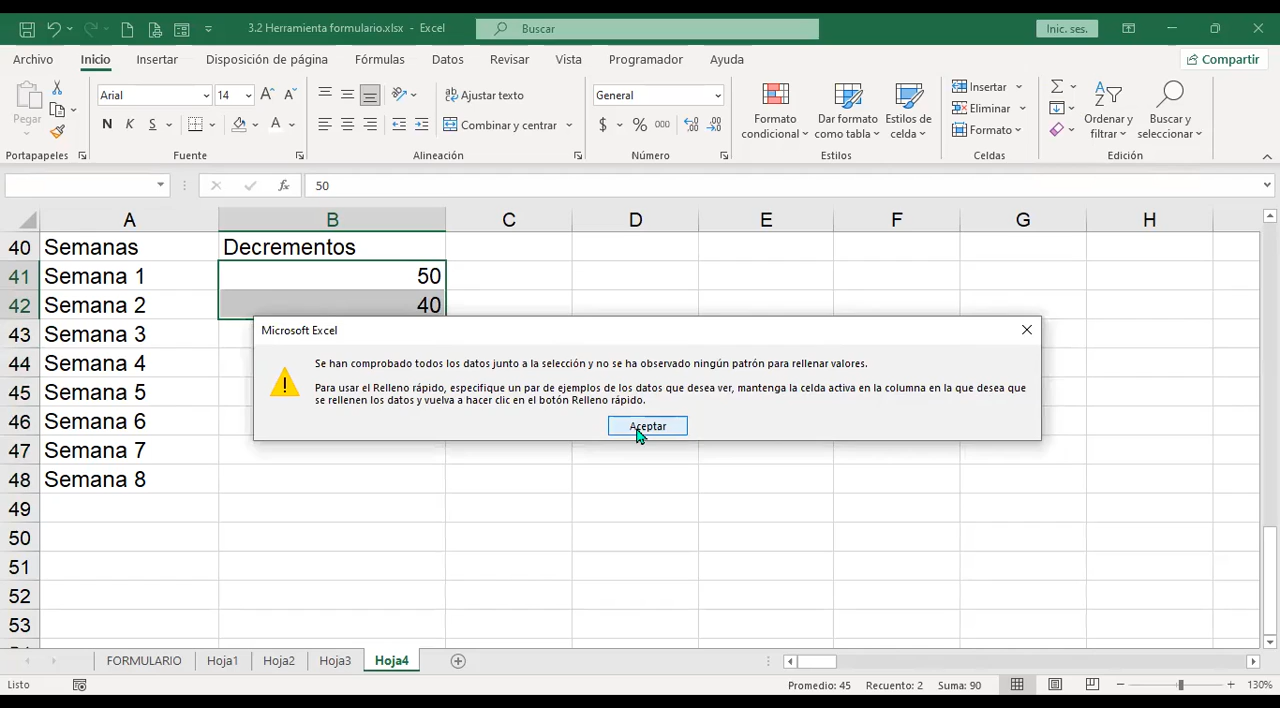 3.2 Herramienta formulario.xlsx - Excel
Buscar
Inic. ses.
Archivo Inicio Insertar Disposición de página Fórmulas Datos Revisar Vista Programador Ayuda
Compartir
Pegar
Portapapeles
Arial 14
N K S A
Fuente
Ajustar texto
Combinar y centrar
Alineación
General
$ % 000
Número
Formato condicional
Dar formato como tabla
Estilos de celda
Estilos
Insertar
Eliminar
Formato
Celdas
Ordenar y filtrar
Buscar y seleccionar
Edición
fx 50
A B C D E F G H
40 Semanas Decrementos
41 Semana 1 50
42 Semana 2 40
43 Semana 3
44 Semana 4
45 Semana 5
46 Semana 6
47 Semana 7
48 Semana 8
49
50
51
52
53
Microsoft Excel
Se han comprobado todos los datos junto a la selección y no se ha observado ningún patrón para rellenar valores.
Para usar el Relleno rápido, especifique un par de ejemplos de los datos que desea ver, mantenga la celda activa en la columna en la que desea que
se rellenen los datos y vuelva a hacer clic en el botón Relleno rápido.
Aceptar
FORMULARIO Hoja1 Hoja2 Hoja3 Hoja4
Listo
Promedio: 45 Recuento: 2 Suma: 90
130%